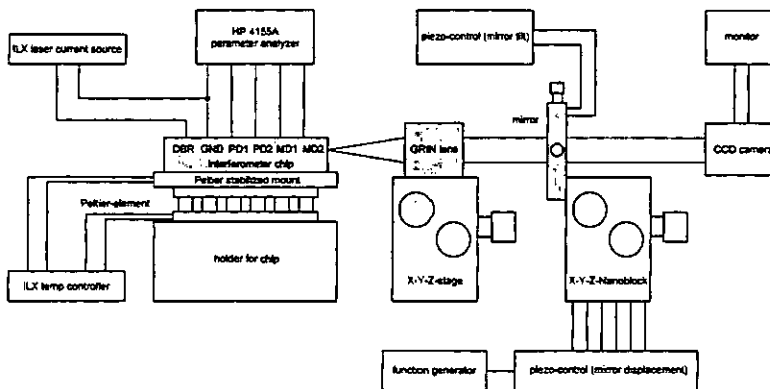 ILX laser current source
HP 4155A
parameter analyzer
piezo-control (mirror tilt)
monitor
mirror
DBR GND PD1 PD2 MD1 MD2
Interferometer chip
GRIN lens
CCD camera
Peltier stabilized mount
Peltier-element
holder for chip
X-Y-Z-stage
X-Y-Z-Nanoblock
ILX temp controller
function generator
piezo-control (mirror displacement)